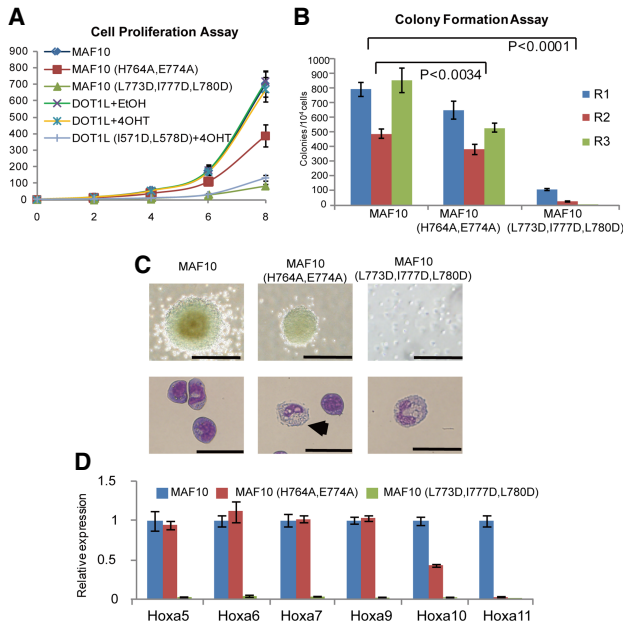 A
Cell Proliferation Assay
900
800
700
600
500
400
300
200
100
0
0 2 4 6 8
MAF10
MAF10 (H764A,E774A)
MAF10 (L773D,I777D,L780D)
DOT1L+EtOH
DOT1L+4OHT
DOT1L (I571D,L578D)+4OHT
B
Colony Formation Assay
P<0.0001
P<0.0034
Colonies /10⁴ cells
1000
900
800
700
600
500
400
300
200
100
0
R1
R2
R3
MAF10 MAF10 MAF10
(H764A,E774A) (L773D,I777D,L780D)
C
MAF10 MAF10 MAF10
(H764A,E774A) (L773D,I777D,L780D)
D
Relative expression
1.5
1
0.5
0
MAF10 MAF10 (H764A,E774A) MAF10 (L773D,I777D,L780D)
Hoxa5 Hoxa6 Hoxa7 Hoxa9 Hoxa10 Hoxa11